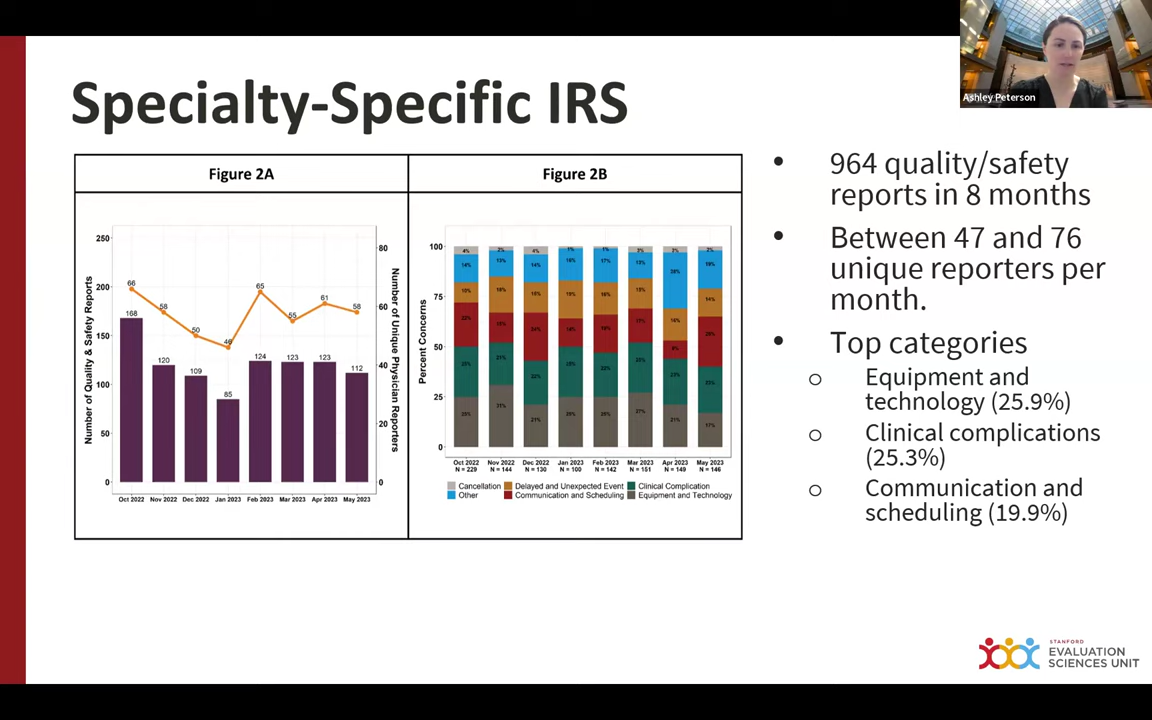 Ashley Peterson
Specialty-Specific IRS
Figure 2A
Figure 2B
Number of Quality & Safety Reports
250
200
150
100
50
0
66
58
50
46
65
55
61
58
168
120
109
85
124
123
123
112
80
60
40
20
0
Number of Unique Physician Reporters
Oct 2022 Nov 2022 Dec 2022 Jan 2023 Feb 2023 Mar 2023 Apr 2023 May 2023
Percent Concerns
100
75
50
25
0
Oct 2022 Nov 2022 Dec 2022 Jan 2023 Feb 2023 Mar 2023 Apr 2023 May 2023
N = 229 N = 144 N = 130 N = 100 N = 142 N = 151 N = 149 N = 146
Cancellation Delayed and Unexpected Event Clinical Complication
Other Communication and Scheduling Equipment and Technology
• 964 quality/safety
reports in 8 months
• Between 47 and 76
unique reporters per
month.
• Top categories
o Equipment and
technology (25.9%)
o Clinical complications
(25.3%)
o Communication and
scheduling (19.9%)
STANFORD
EVALUATION
SCIENCES UNIT